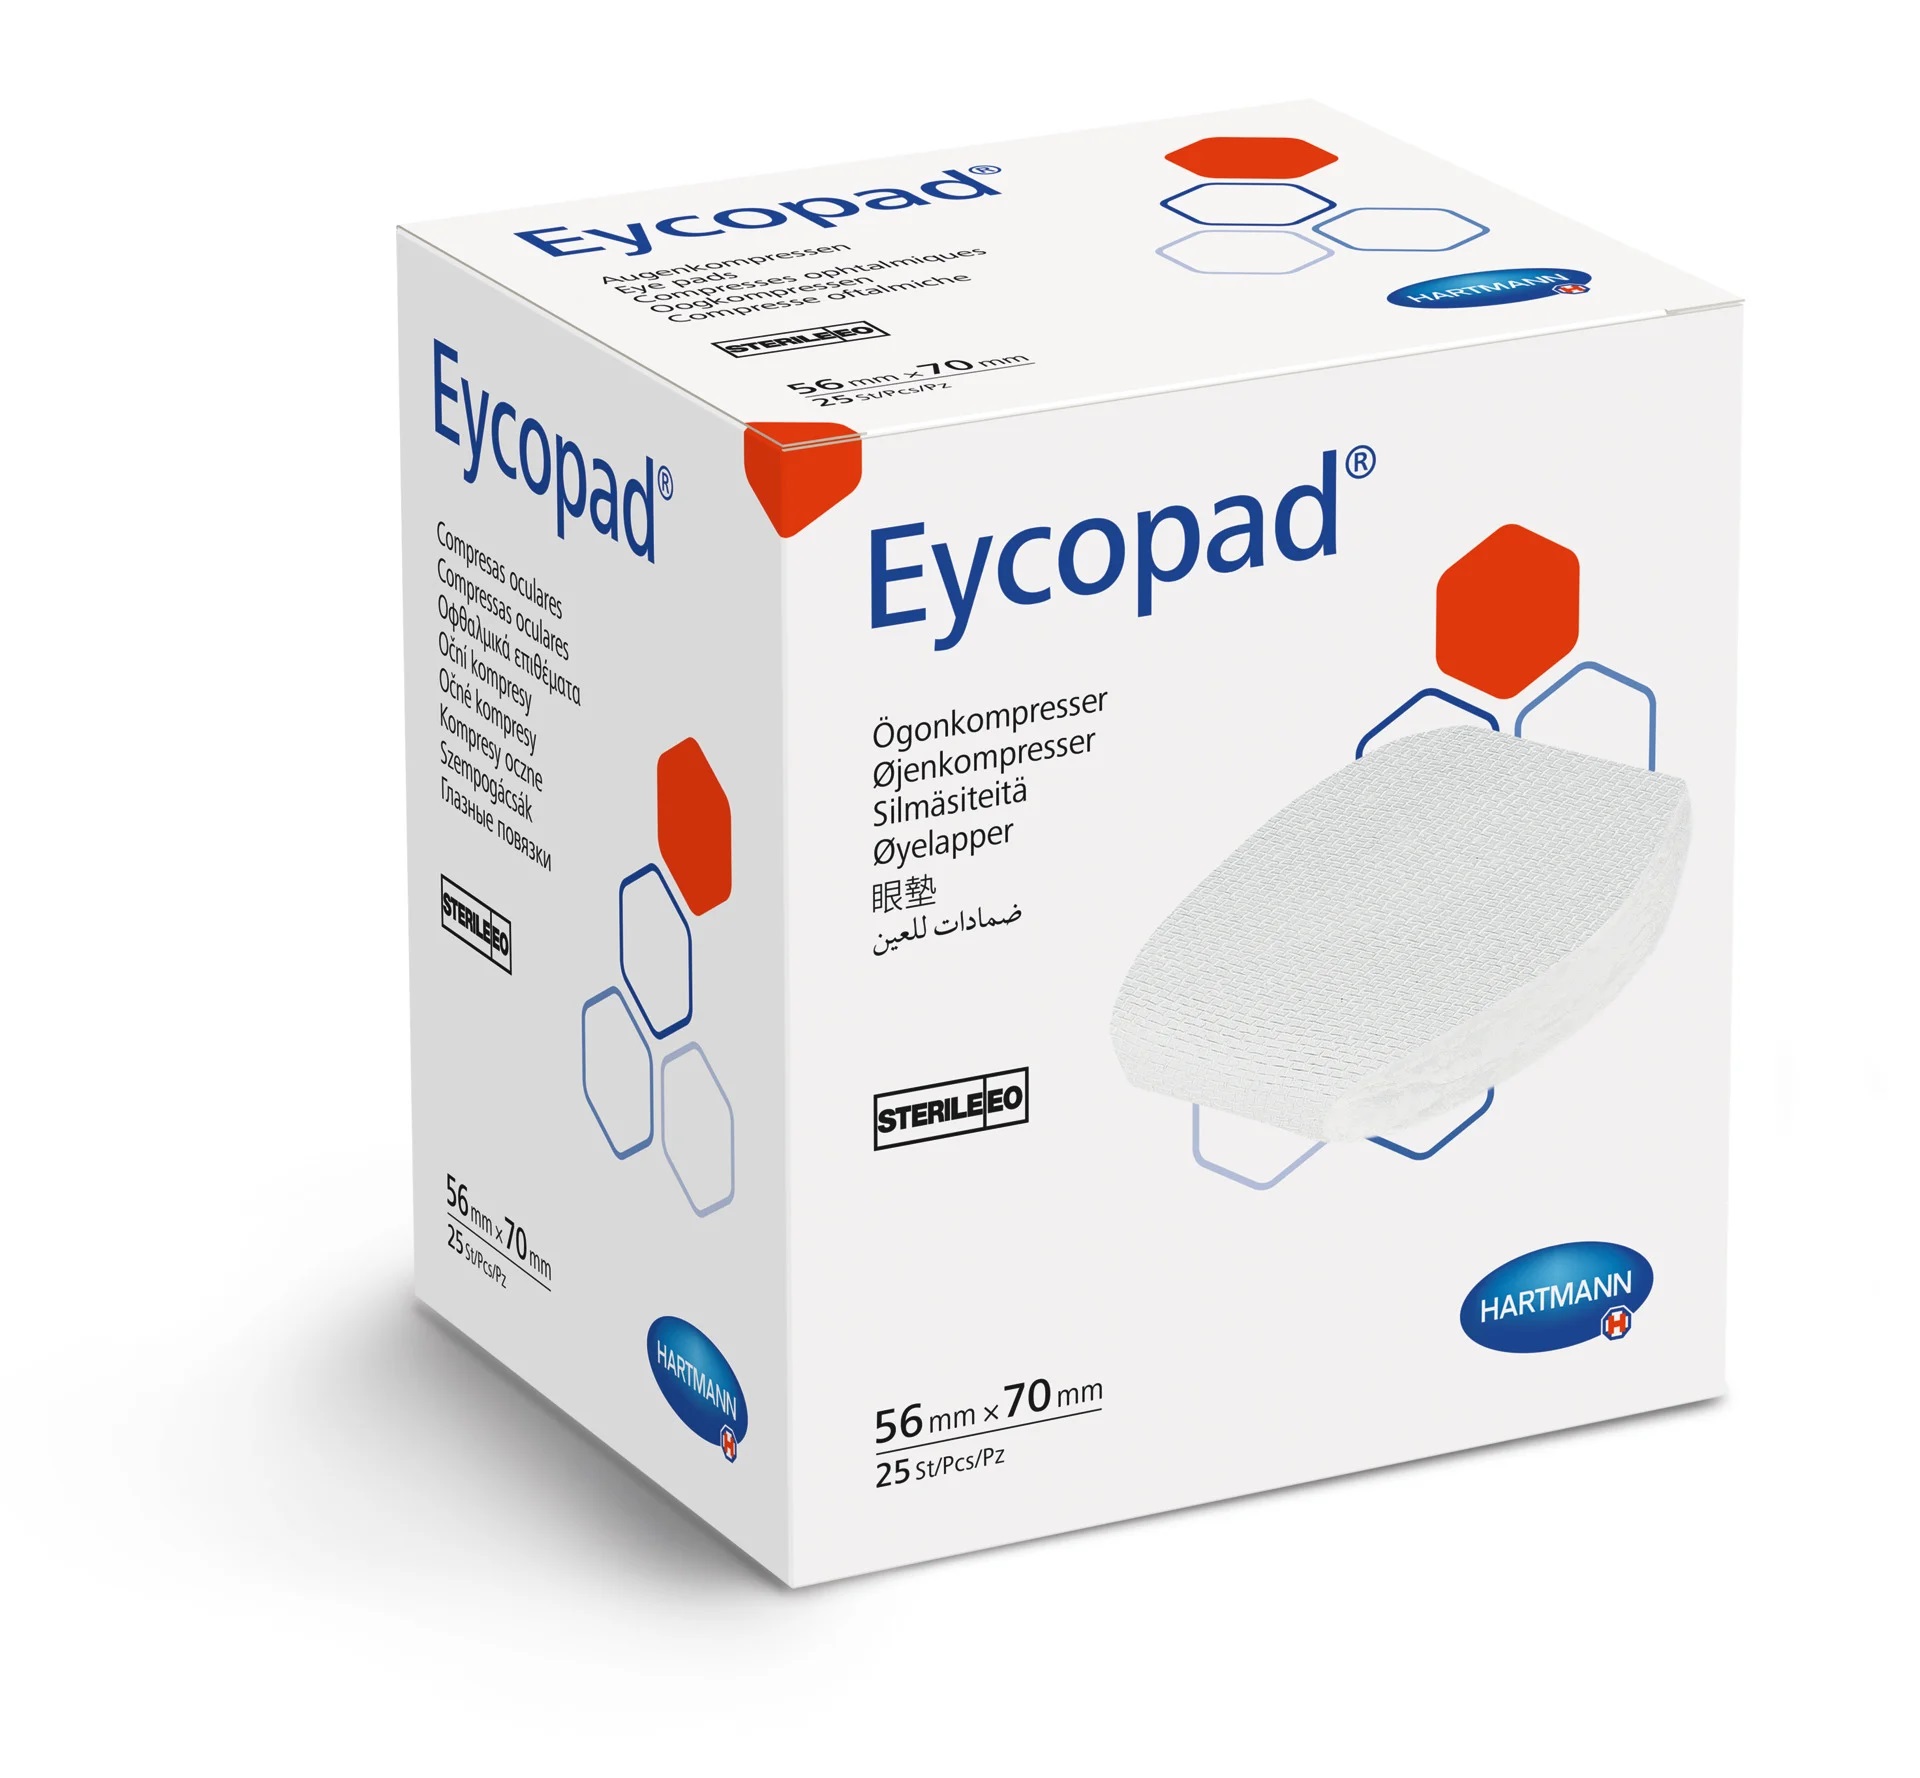 Eycopad®
Augenkompressen
Eye pads
Compresses ophtalmiques
Oogkompressen
Compresse oftalmiche
STERILE EO
56 mm x 70 mm
25 St/Pcs/Pz
HARTMANN
Eycopad®
Compresas oculares
Compressas oculares
Οφθαλμικά επιθέματα
Oční kompresy
Očné kompresy
Kompresy oczne
Szempogácsák
Глазные повязки
STERILE EO
56 mm x 70 mm
25 St/Pcs/Pz
HARTMANN
Eycopad®
Ögonkompresser
Øjenkompresser
Silmäsiteitä
Øyelapper
眼墊
ضمادات للعين
STERILE EO
56 mm x 70 mm
25 St/Pcs/Pz
HARTMANN